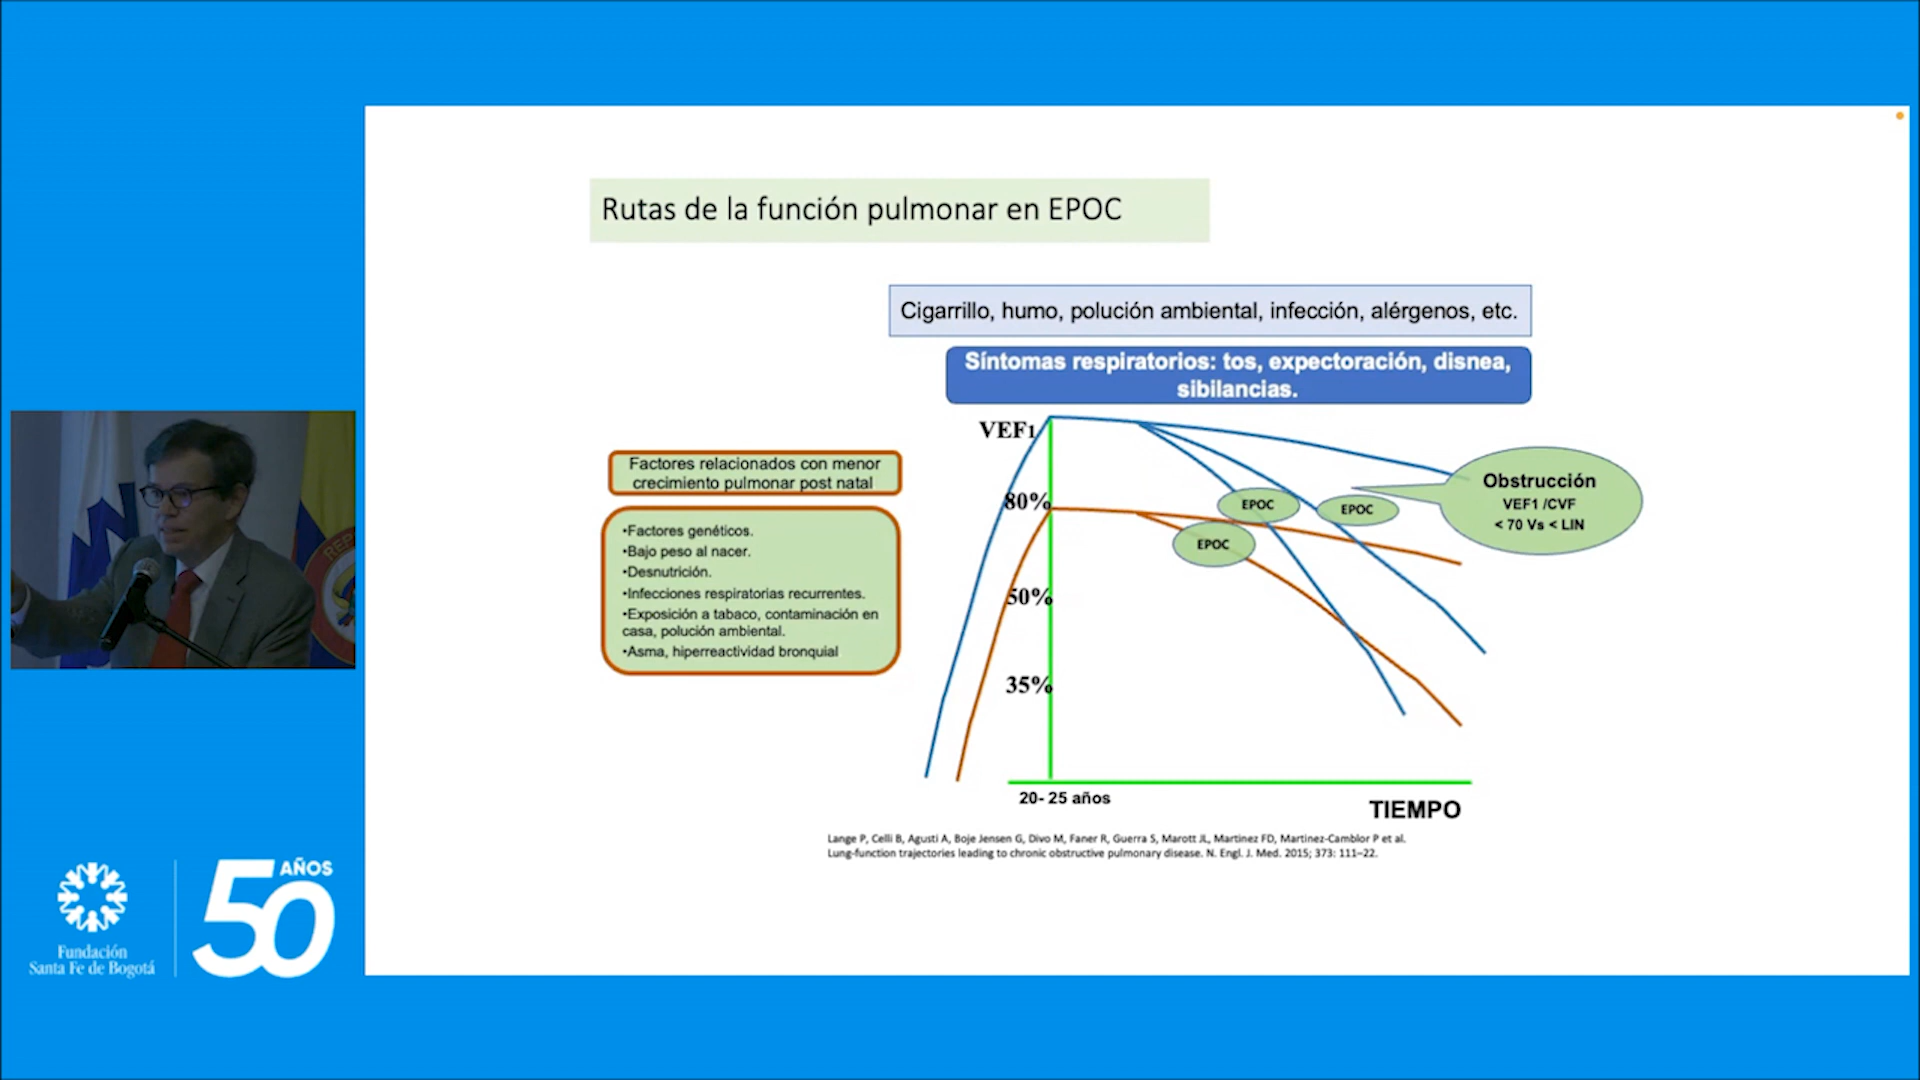 Rutas de la función pulmonar en EPOC
Cigarrillo, humo, polución ambiental, infección, alérgenos, etc.
Síntomas respiratorios: tos, expectoración, disnea,
sibilancias.
VEF1
Factores relacionados con menor
crecimiento pulmonar post natal
•Factores genéticos.
•Bajo peso al nacer.
•Desnutrición.
•Infecciones respiratorias recurrentes.
•Exposición a tabaco, contaminación en
casa, polución ambiental.
•Asma, hiperreactividad bronquial
80%
50%
35%
EPOC
EPOC
EPOC
Obstrucción
VEF1 /CVF
< 70 Vs < LIN
20- 25 años
TIEMPO
Lange P, Celli B, Agusti A, Boje Jensen G, Divo M, Faner R, Guerra S, Marott JL, Martinez FD, Martinez-Camblor P et al.
Lung-function trajectories leading to chronic obstructive pulmonary disease. N. Engl. J. Med. 2015; 373: 111–22.
REP
Fundación
Santa Fe de Bogotá
50 AÑOS